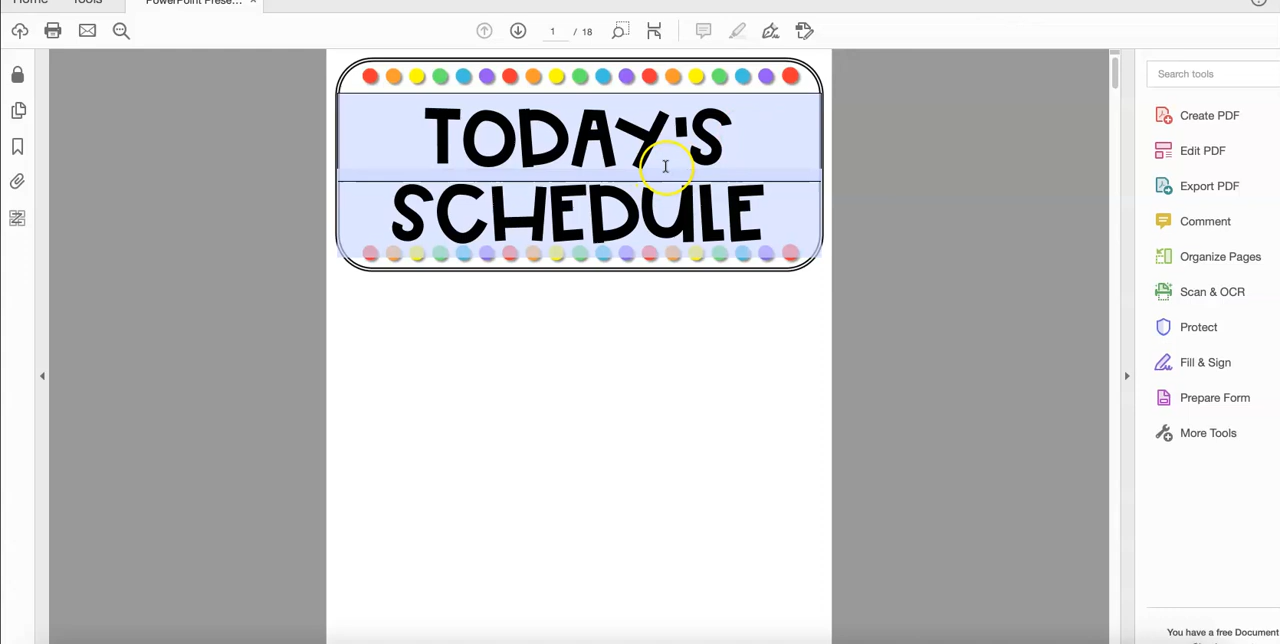 Home Tools PowerPoint Prese... ×
1 / 18
TODAY'S
SCHEDULE
Search tools
Create PDF
Edit PDF
Export PDF
Comment
Organize Pages
Scan & OCR
Protect
Fill & Sign
Prepare Form
More Tools
You have a free Document